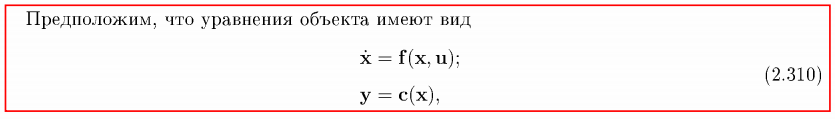 Предположим, что уравнения объекта имеют вид
ẋ = f(x, u);
(2.310)
y = c(x),